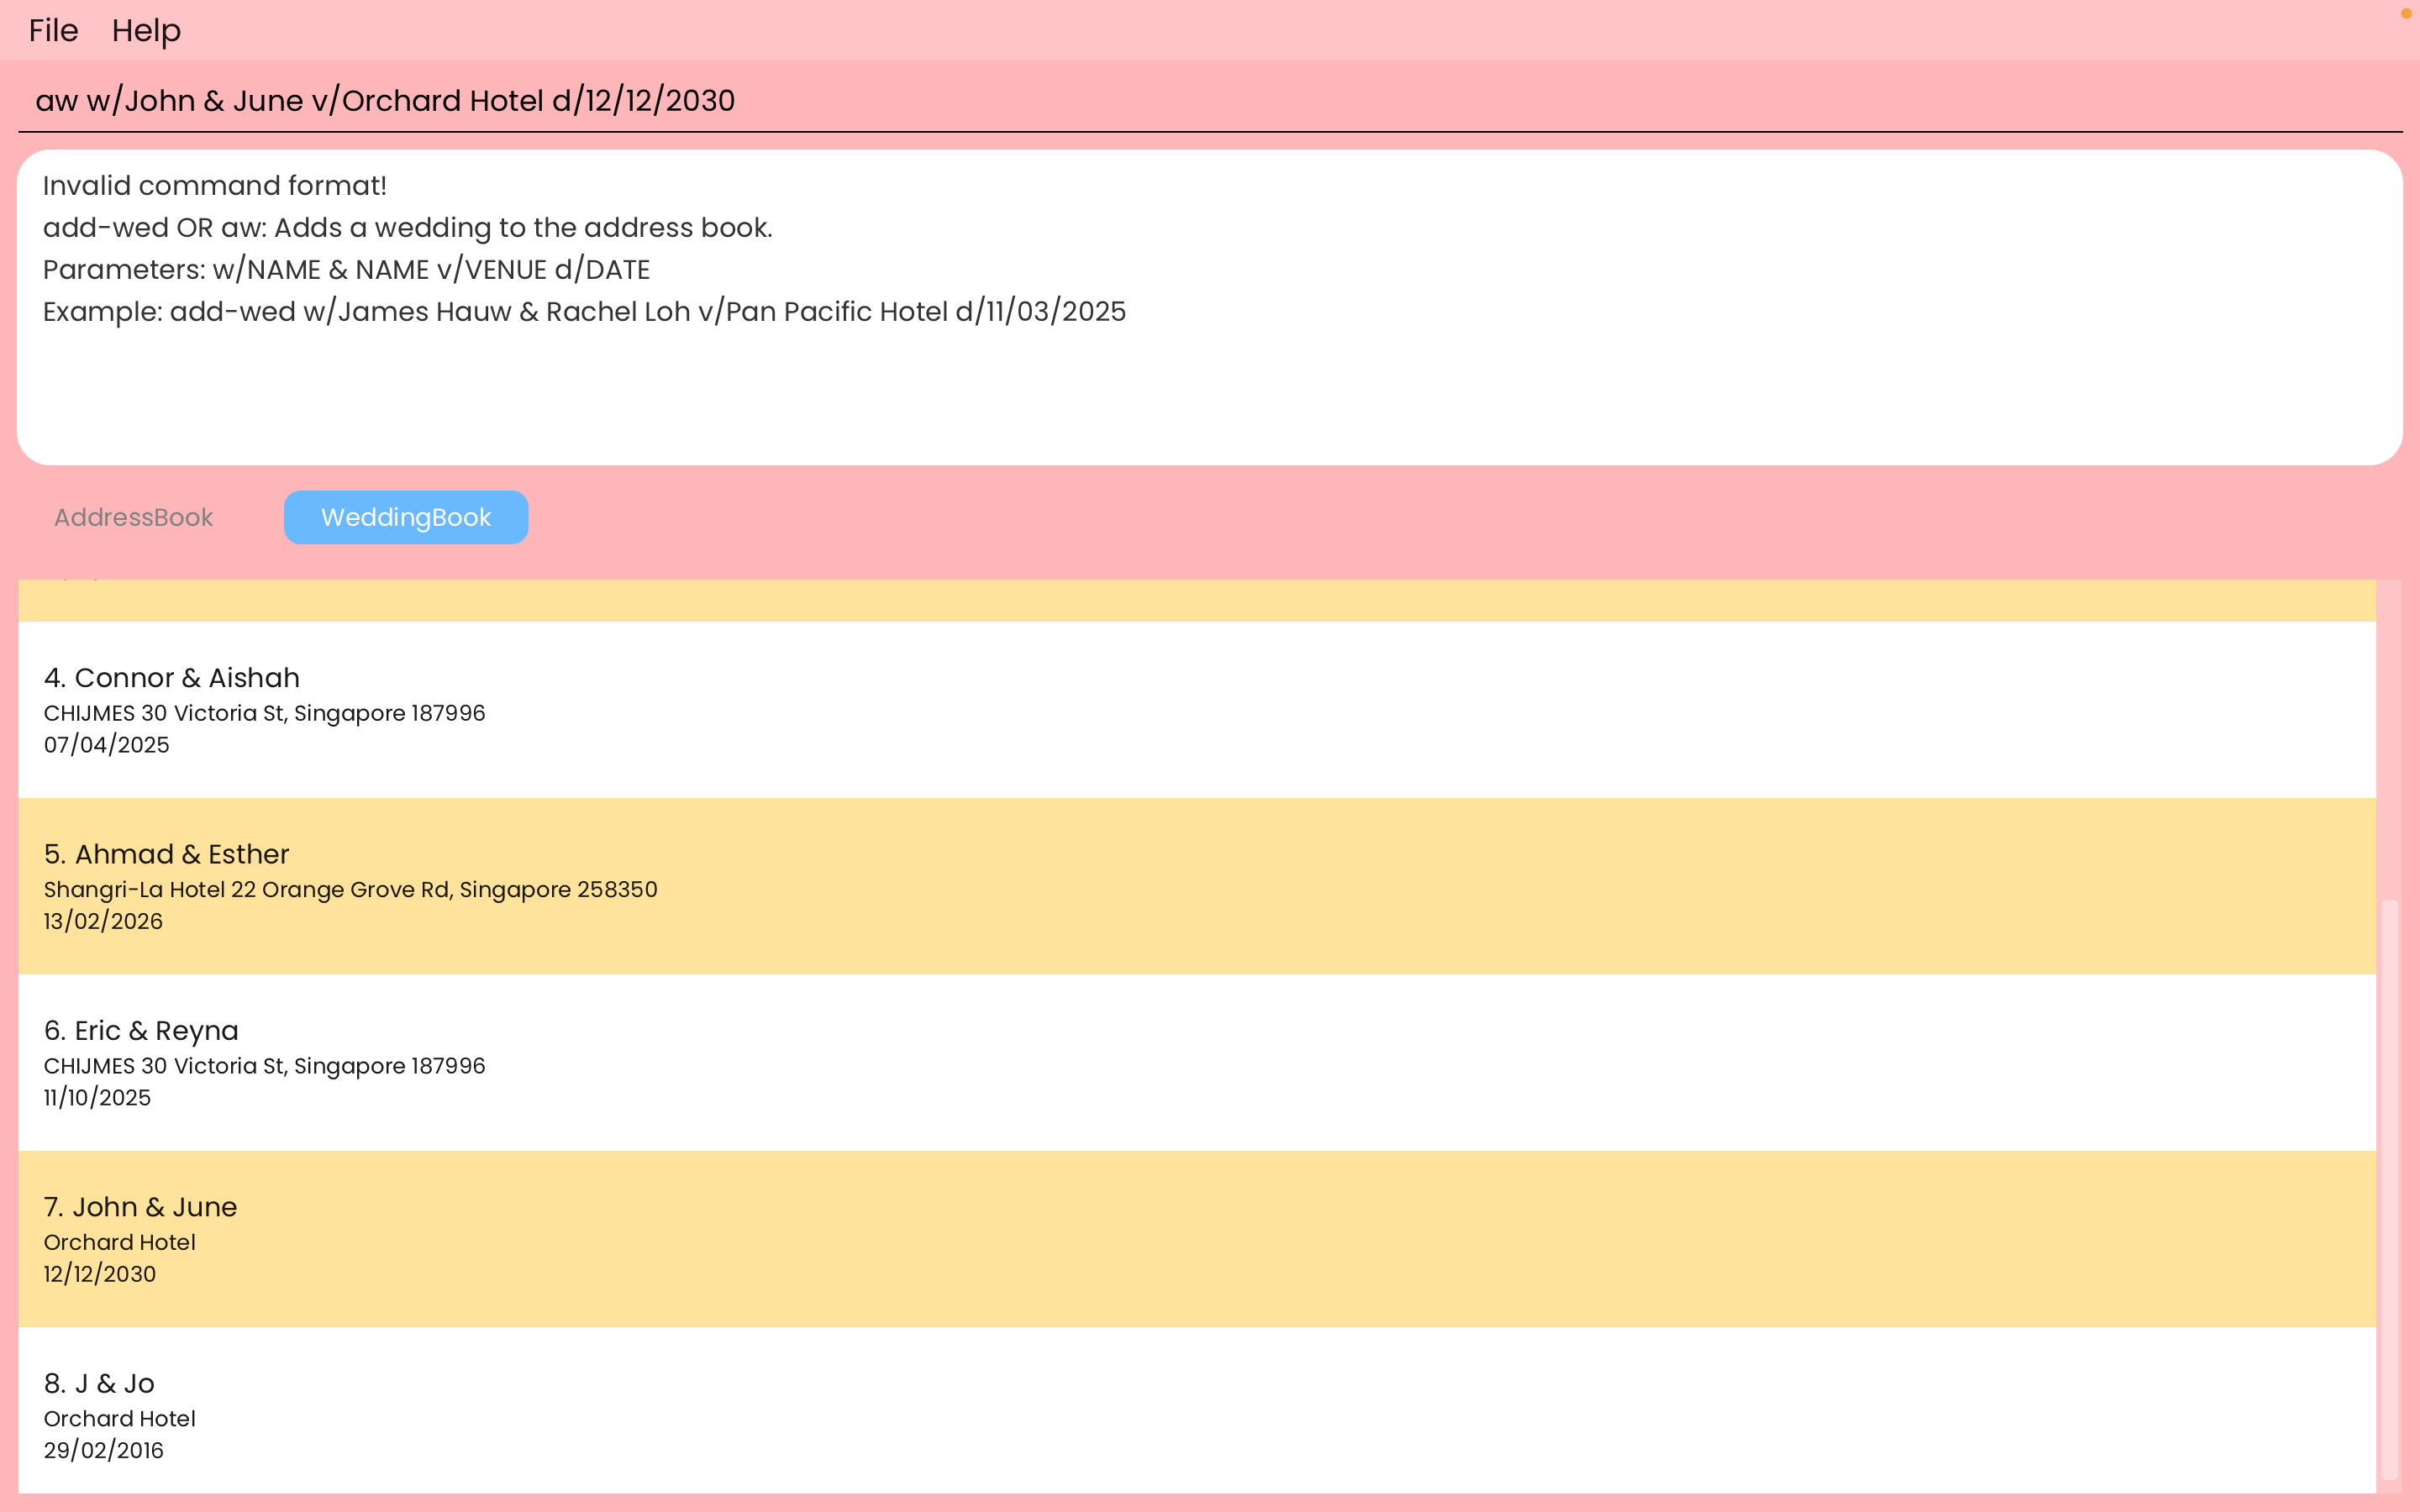 File Help
aw w/John & June v/Orchard Hotel d/12/12/2030
Invalid command format!
add-wed OR aw: Adds a wedding to the address book.
Parameters: w/NAME & NAME v/VENUE d/DATE
Example: add-wed w/James Hauw & Rachel Loh v/Pan Pacific Hotel d/11/03/2025
AddressBook WeddingBook
4. Connor & Aishah
CHIJMES 30 Victoria St, Singapore 187996
07/04/2025
5. Ahmad & Esther
Shangri-La Hotel 22 Orange Grove Rd, Singapore 258350
13/02/2026
6. Eric & Reyna
CHIJMES 30 Victoria St, Singapore 187996
11/10/2025
7. John & June
Orchard Hotel
12/12/2030
8. J & Jo
Orchard Hotel
29/02/2016